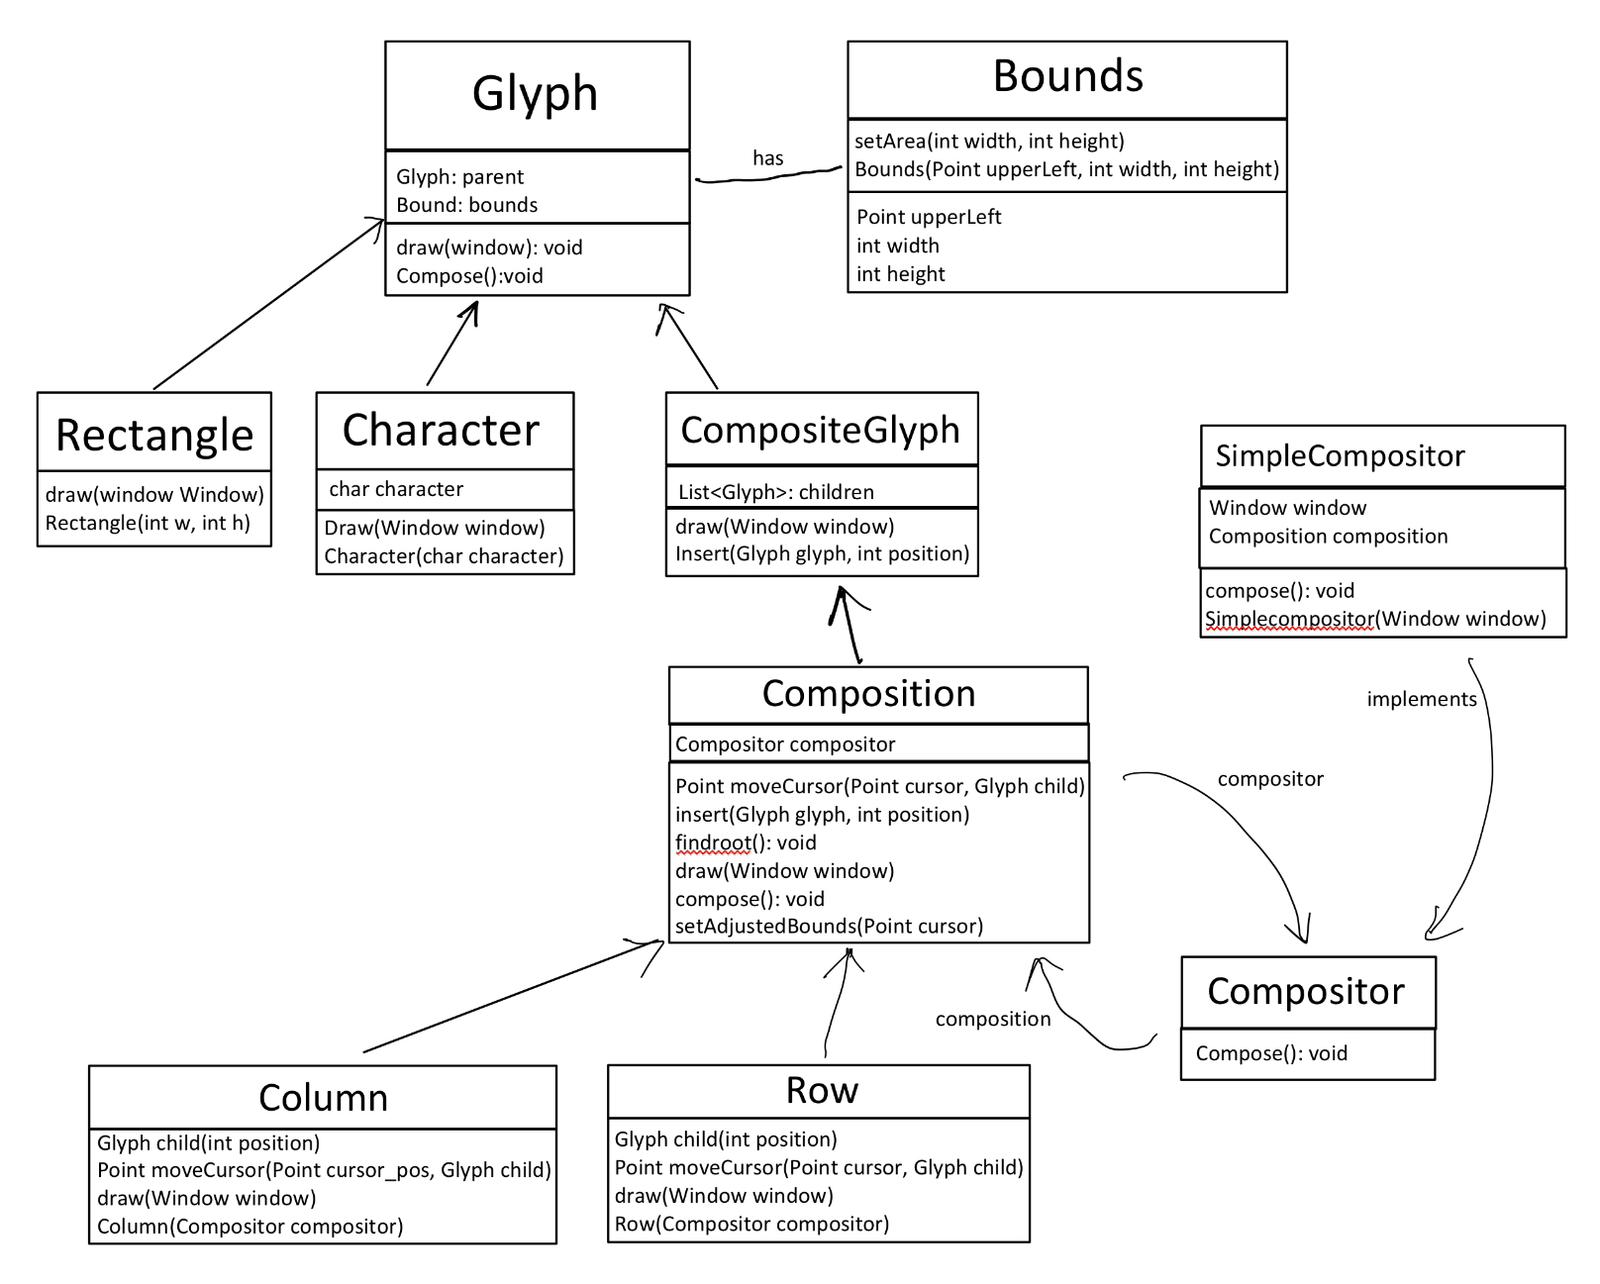 Glyph
Glyph: parent
Bound: bounds
draw(window): void
Compose():void
has
Bounds
setArea(int width, int height)
Bounds(Point upperLeft, int width, int height)
Point upperLeft
int width
int height
Rectangle
draw(window Window)
Rectangle(int w, int h)
Character
char character
Draw(Window window)
Character(char character)
CompositeGlyph
List<Glyph>: children
draw(Window window)
Insert(Glyph glyph, int position)
SimpleCompositor
Window window
Composition composition
compose(): void
Simplecompositor(Window window)
implements
Composition
Compositor compositor
Point moveCursor(Point cursor, Glyph child)
insert(Glyph glyph, int position)
findroot(): void
draw(Window window)
compose(): void
setAdjustedBounds(Point cursor)
compositor
composition
Compositor
Compose(): void
Column
Glyph child(int position)
Point moveCursor(Point cursor_pos, Glyph child)
draw(Window window)
Column(Compositor compositor)
Row
Glyph child(int position)
Point moveCursor(Point cursor, Glyph child)
draw(Window window)
Row(Compositor compositor)